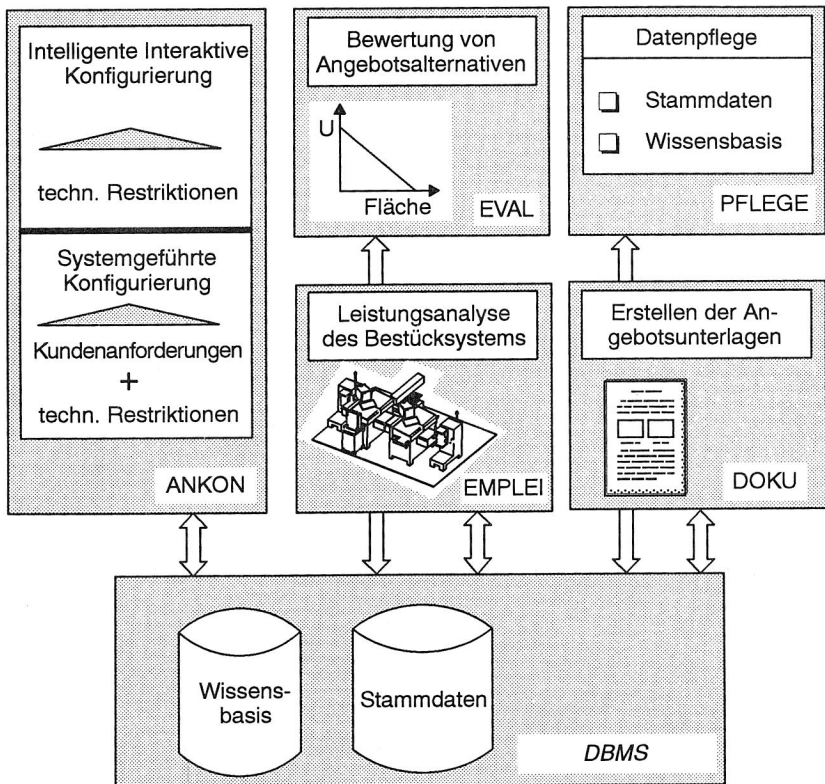 Intelligente Interaktive
Konfigurierung
techn. Restriktionen
Systemgeführte
Konfigurierung
Kundenanforderungen
+
techn. Restriktionen
ANKON
Bewertung von
Angebotsalternativen
U
Fläche
EVAL
Datenpflege
Stammdaten
Wissensbasis
PFLEGE
Leistungsanalyse
des Bestücksystems
EMPLEI
Erstellen der An-
gebotsunterlagen
DOKU
Wissens-
basis
Stammdaten
DBMS